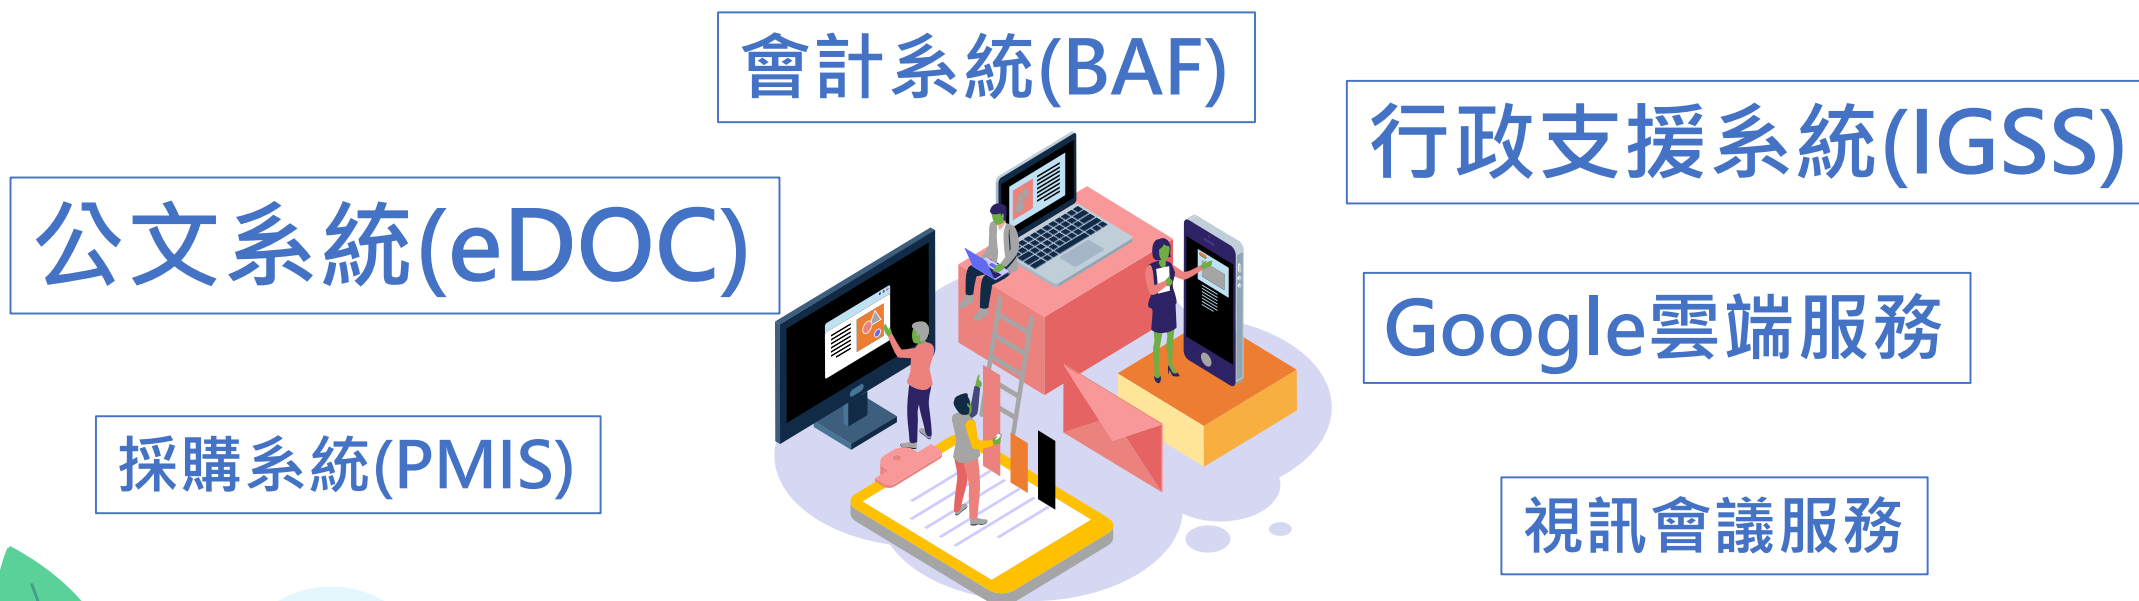 會計系統(BAF)
行政支援系統(IGSS)
公文系統(eDOC)
Google雲端服務
採購系統(PMIS)
視訊會議服務